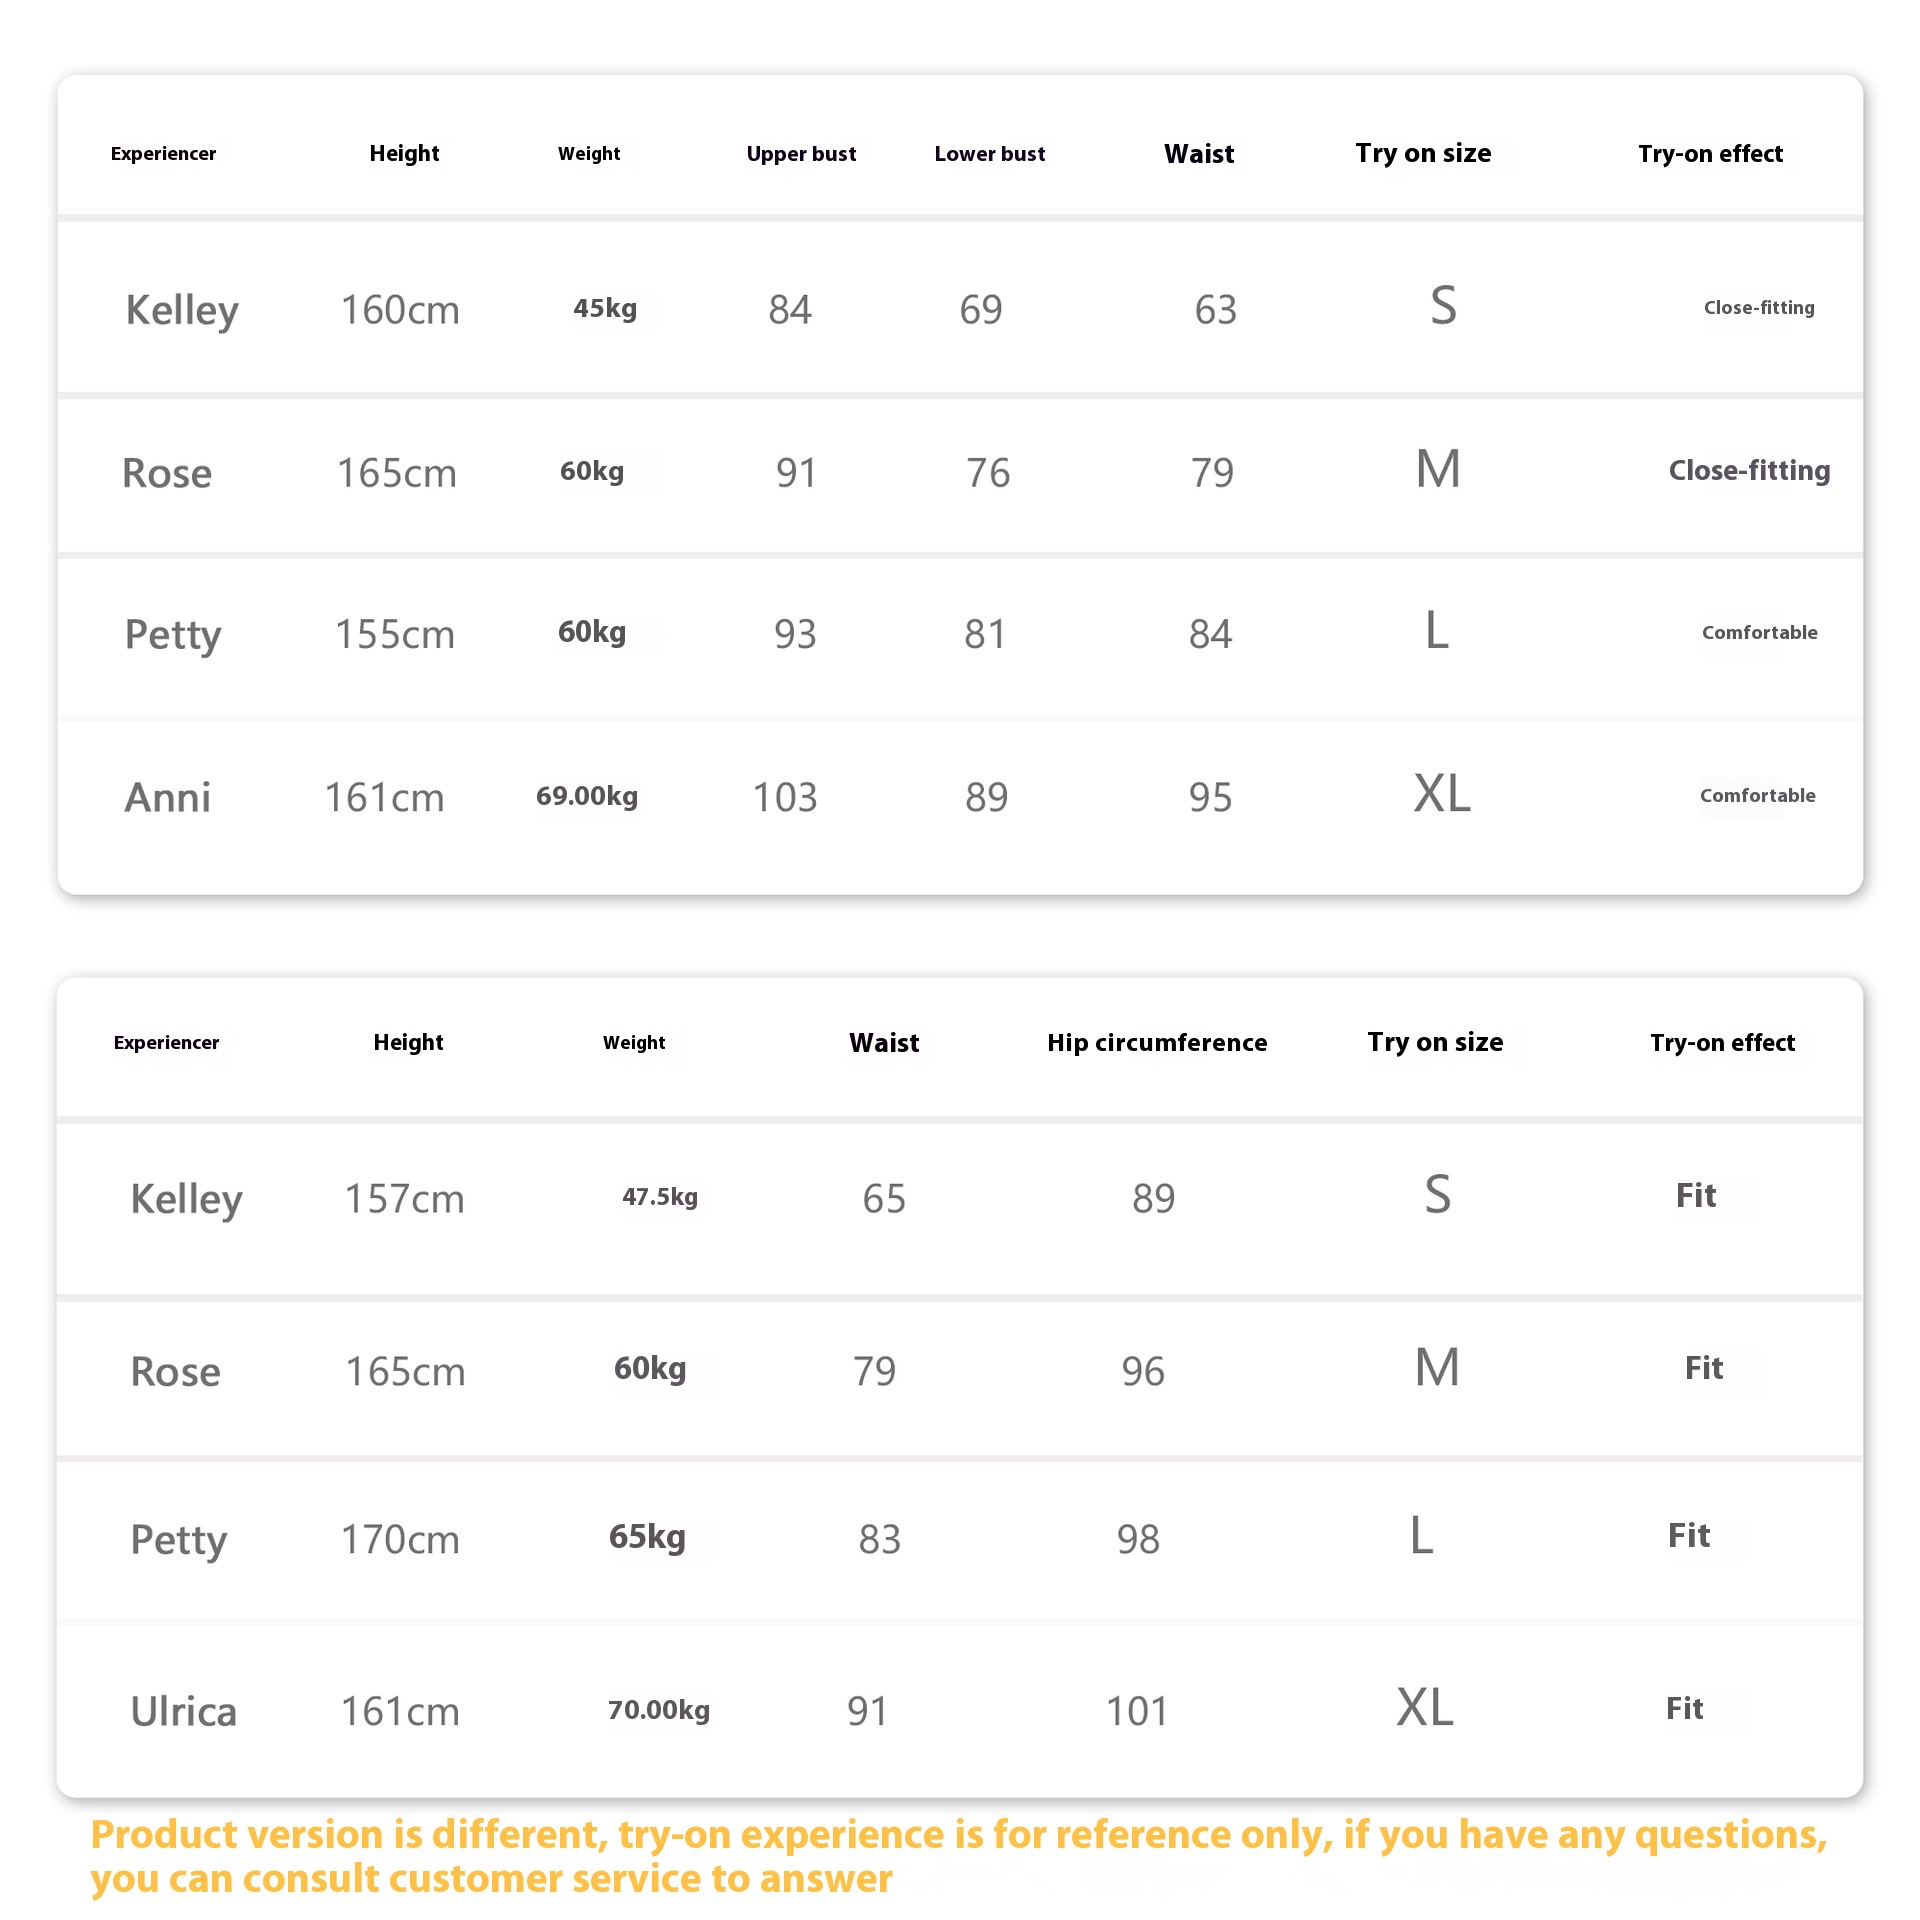 Experiencer Height Weight Upper bust Lower bust Waist Try on size Try-on effect
Kelley 160cm 45kg 84 69 63 S Close-fitting
Rose 165cm 60kg 91 76 79 M Close-fitting
Petty 155cm 60kg 93 81 84 L Comfortable
Anni 161cm 69.00kg 103 89 95 XL Comfortable
Experiencer Height Weight Waist Hip circumference Try on size Try-on effect
Kelley 157cm 47.5kg 65 89 S Fit
Rose 165cm 60kg 79 96 M Fit
Petty 170cm 65kg 83 98 L Fit
Ulrica 161cm 70.00kg 91 101 XL Fit
Product version is different, try-on experience is for reference only, if you have any questions,
you can consult customer service to answer